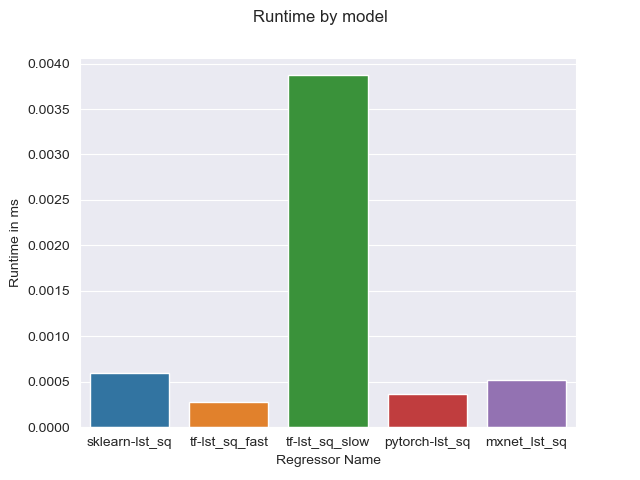 Runtime by model
0.0040
0.0035
0.0030
0.0025
0.0020
0.0015
0.0010
0.0005
0.0000
Runtime in ms
sklearn-lst_sq tf-lst_sq_fast tf-lst_sq_slow pytorch-lst_sq mxnet_lst_sq
Regressor Name